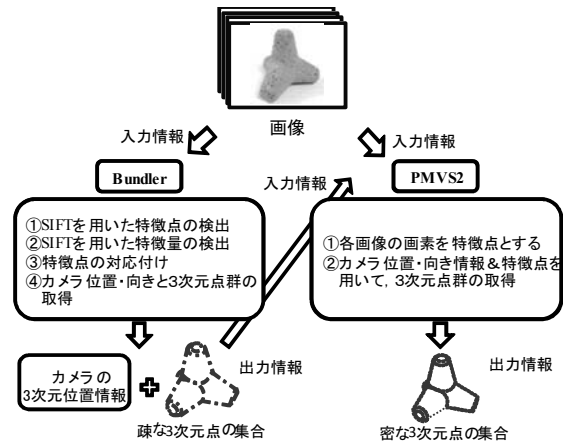 画像
入力情報
入力情報
Bundler
入力情報
PMVS2
①SIFTを用いた特徴点の検出
②SIFTを用いた特徴量の検出
③特徴点の対応付け
④カメラ位置・向きと3次元点群の
取得
①各画像の画素を特徴点とする
②カメラ位置・向き情報&特徴点を
用いて，3次元点群の取得
カメラの
3次元位置情報
出力情報
疎な3次元点の集合
出力情報
密な3次元点の集合